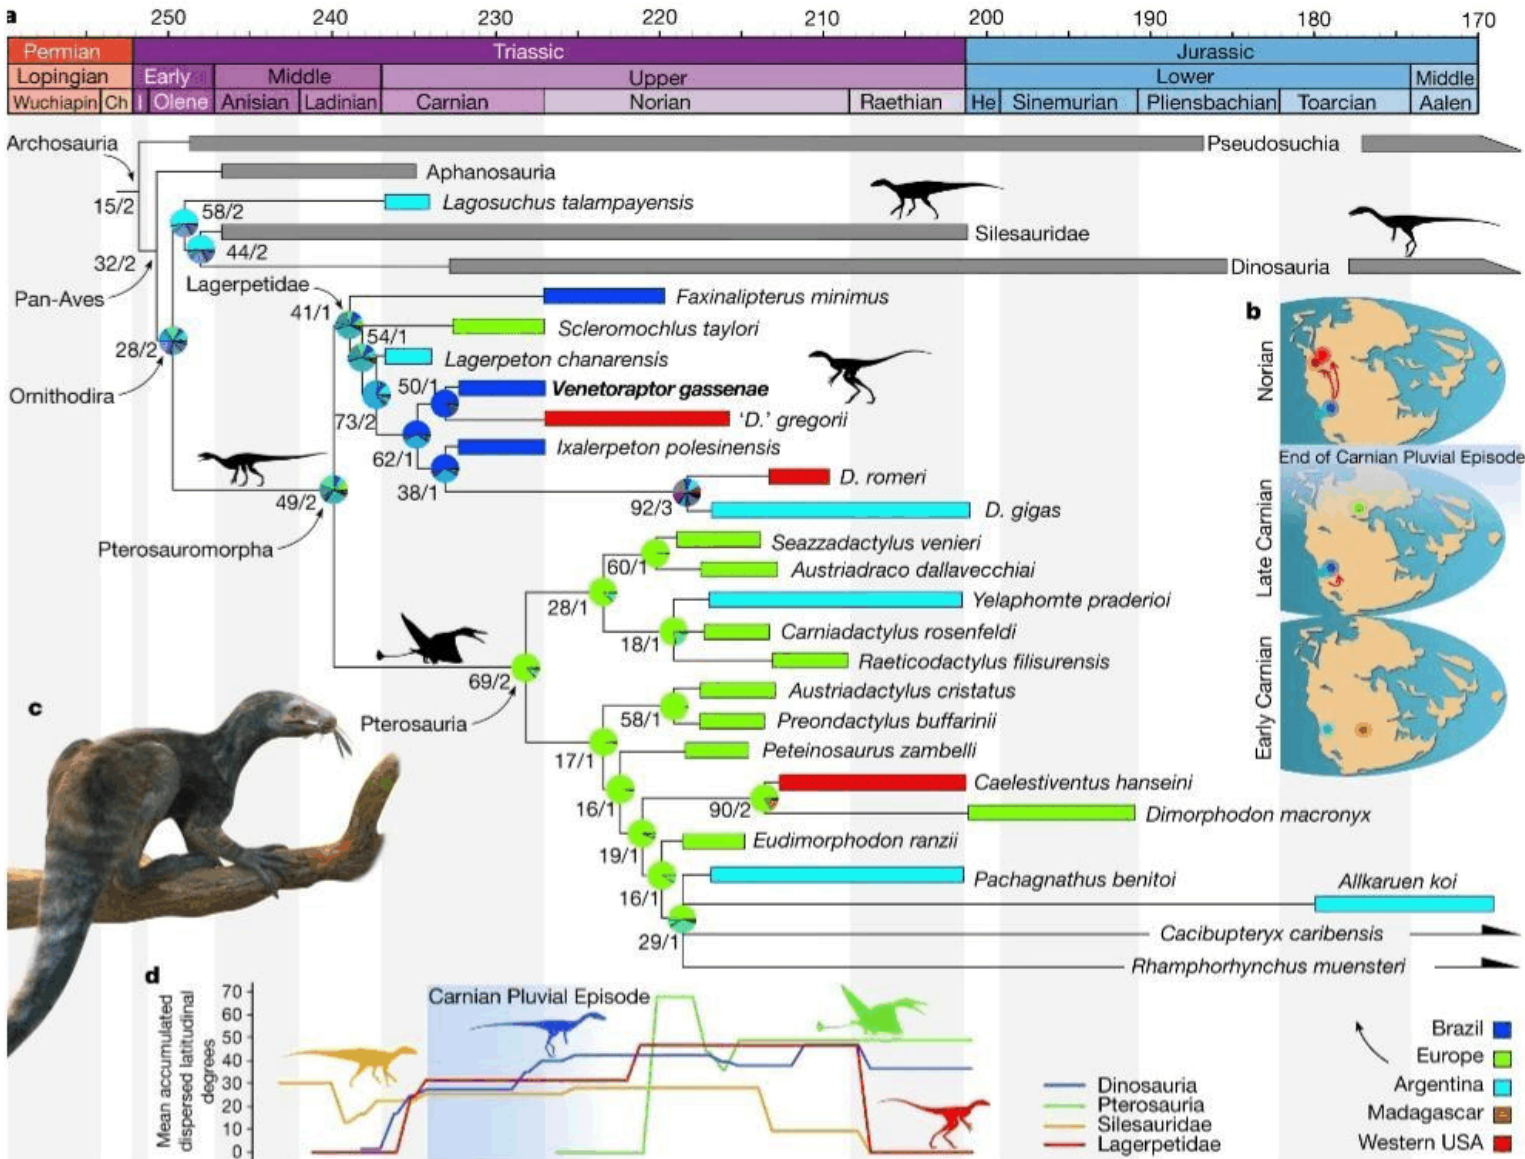 a
250 240 230 220 210 200 190 180 170
Permian Triassic Jurassic
Lopingian Early Middle Upper Lower Middle
Wuchiapin Ch I Olene Anisian Ladinian Carnian Norian Raethian He Sinemurian Pliensbachian Toarcian Aalen
Archosauria
Pseudosuchia
Aphanosauria
15/2
58/2
Lagosuchus talampayensis
44/2
Silesauridae
32/2
Dinosauria
Pan-Aves
Lagerpetidae
41/1
Faxinalipterus minimus
b
28/2
54/1
Scleromochlus taylori
Lagerpeton chanarensis
Ornithodira
50/1
Venetoraptor gassenae
73/2
'D.' gregorii
62/1
Ixalerpeton polesinensis
38/1
D. romeri
49/2
92/3
D. gigas
Pterosauromorpha
Seazzadactylus venieri
60/1
Austriadraco dallavecchiai
28/1
Yelaphomte praderioi
18/1
Carniadactylus rosenfeldi
Raeticodactylus filisurensis
69/2
Austriadactylus cristatus
Pterosauria
58/1
Preondactylus buffarinii
17/1
Peteinosaurus zambelli
16/1
90/2
Caelestiventus hanseini
Dimorphodon macronyx
19/1
Eudimorphodon ranzii
16/1
Pachagnathus benitoi
Allkaruen koi
29/1
Cacibupteryx caribensis
Rhamphorhynchus muensteri
Norian
End of Carnian Pluvial Episode
Late Carnian
Early Carnian
c
d
Mean accumulated
dispersed latitudinal
degrees
70
60
50
40
30
20
10
0
Carnian Pluvial Episode
Dinosauria
Pterosauria
Silesauridae
Lagerpetidae
Brazil
Europe
Argentina
Madagascar
Western USA